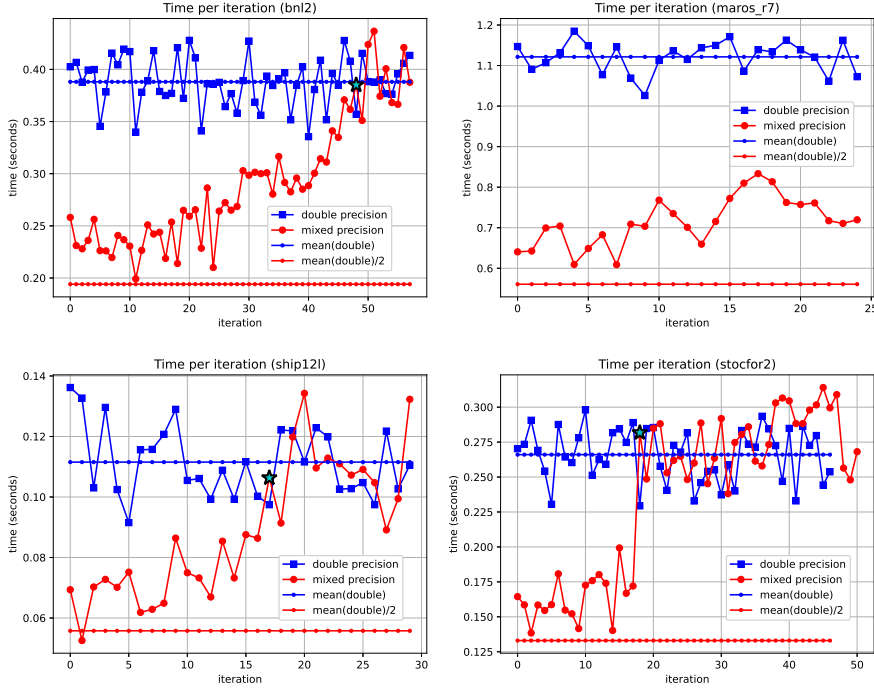 Time per iteration (bnl2)
time (seconds)
0.40
0.35
0.30
0.25
0.20
double precision
mixed precision
mean(double)
mean(double)/2
0 10 20 30 40 50
iteration
Time per iteration (maros_r7)
time (seconds)
1.2
1.1
1.0
0.9
0.8
0.7
0.6
double precision
mixed precision
mean(double)
mean(double)/2
0 5 10 15 20 25
iteration
Time per iteration (ship12l)
time (seconds)
0.14
0.12
0.10
0.08
0.06
double precision
mixed precision
mean(double)
mean(double)/2
0 5 10 15 20 25 30
iteration
Time per iteration (stocfor2)
time (seconds)
0.300
0.275
0.250
0.225
0.200
0.175
0.150
0.125
double precision
mixed precision
mean(double)
mean(double)/2
0 10 20 30 40 50
iteration